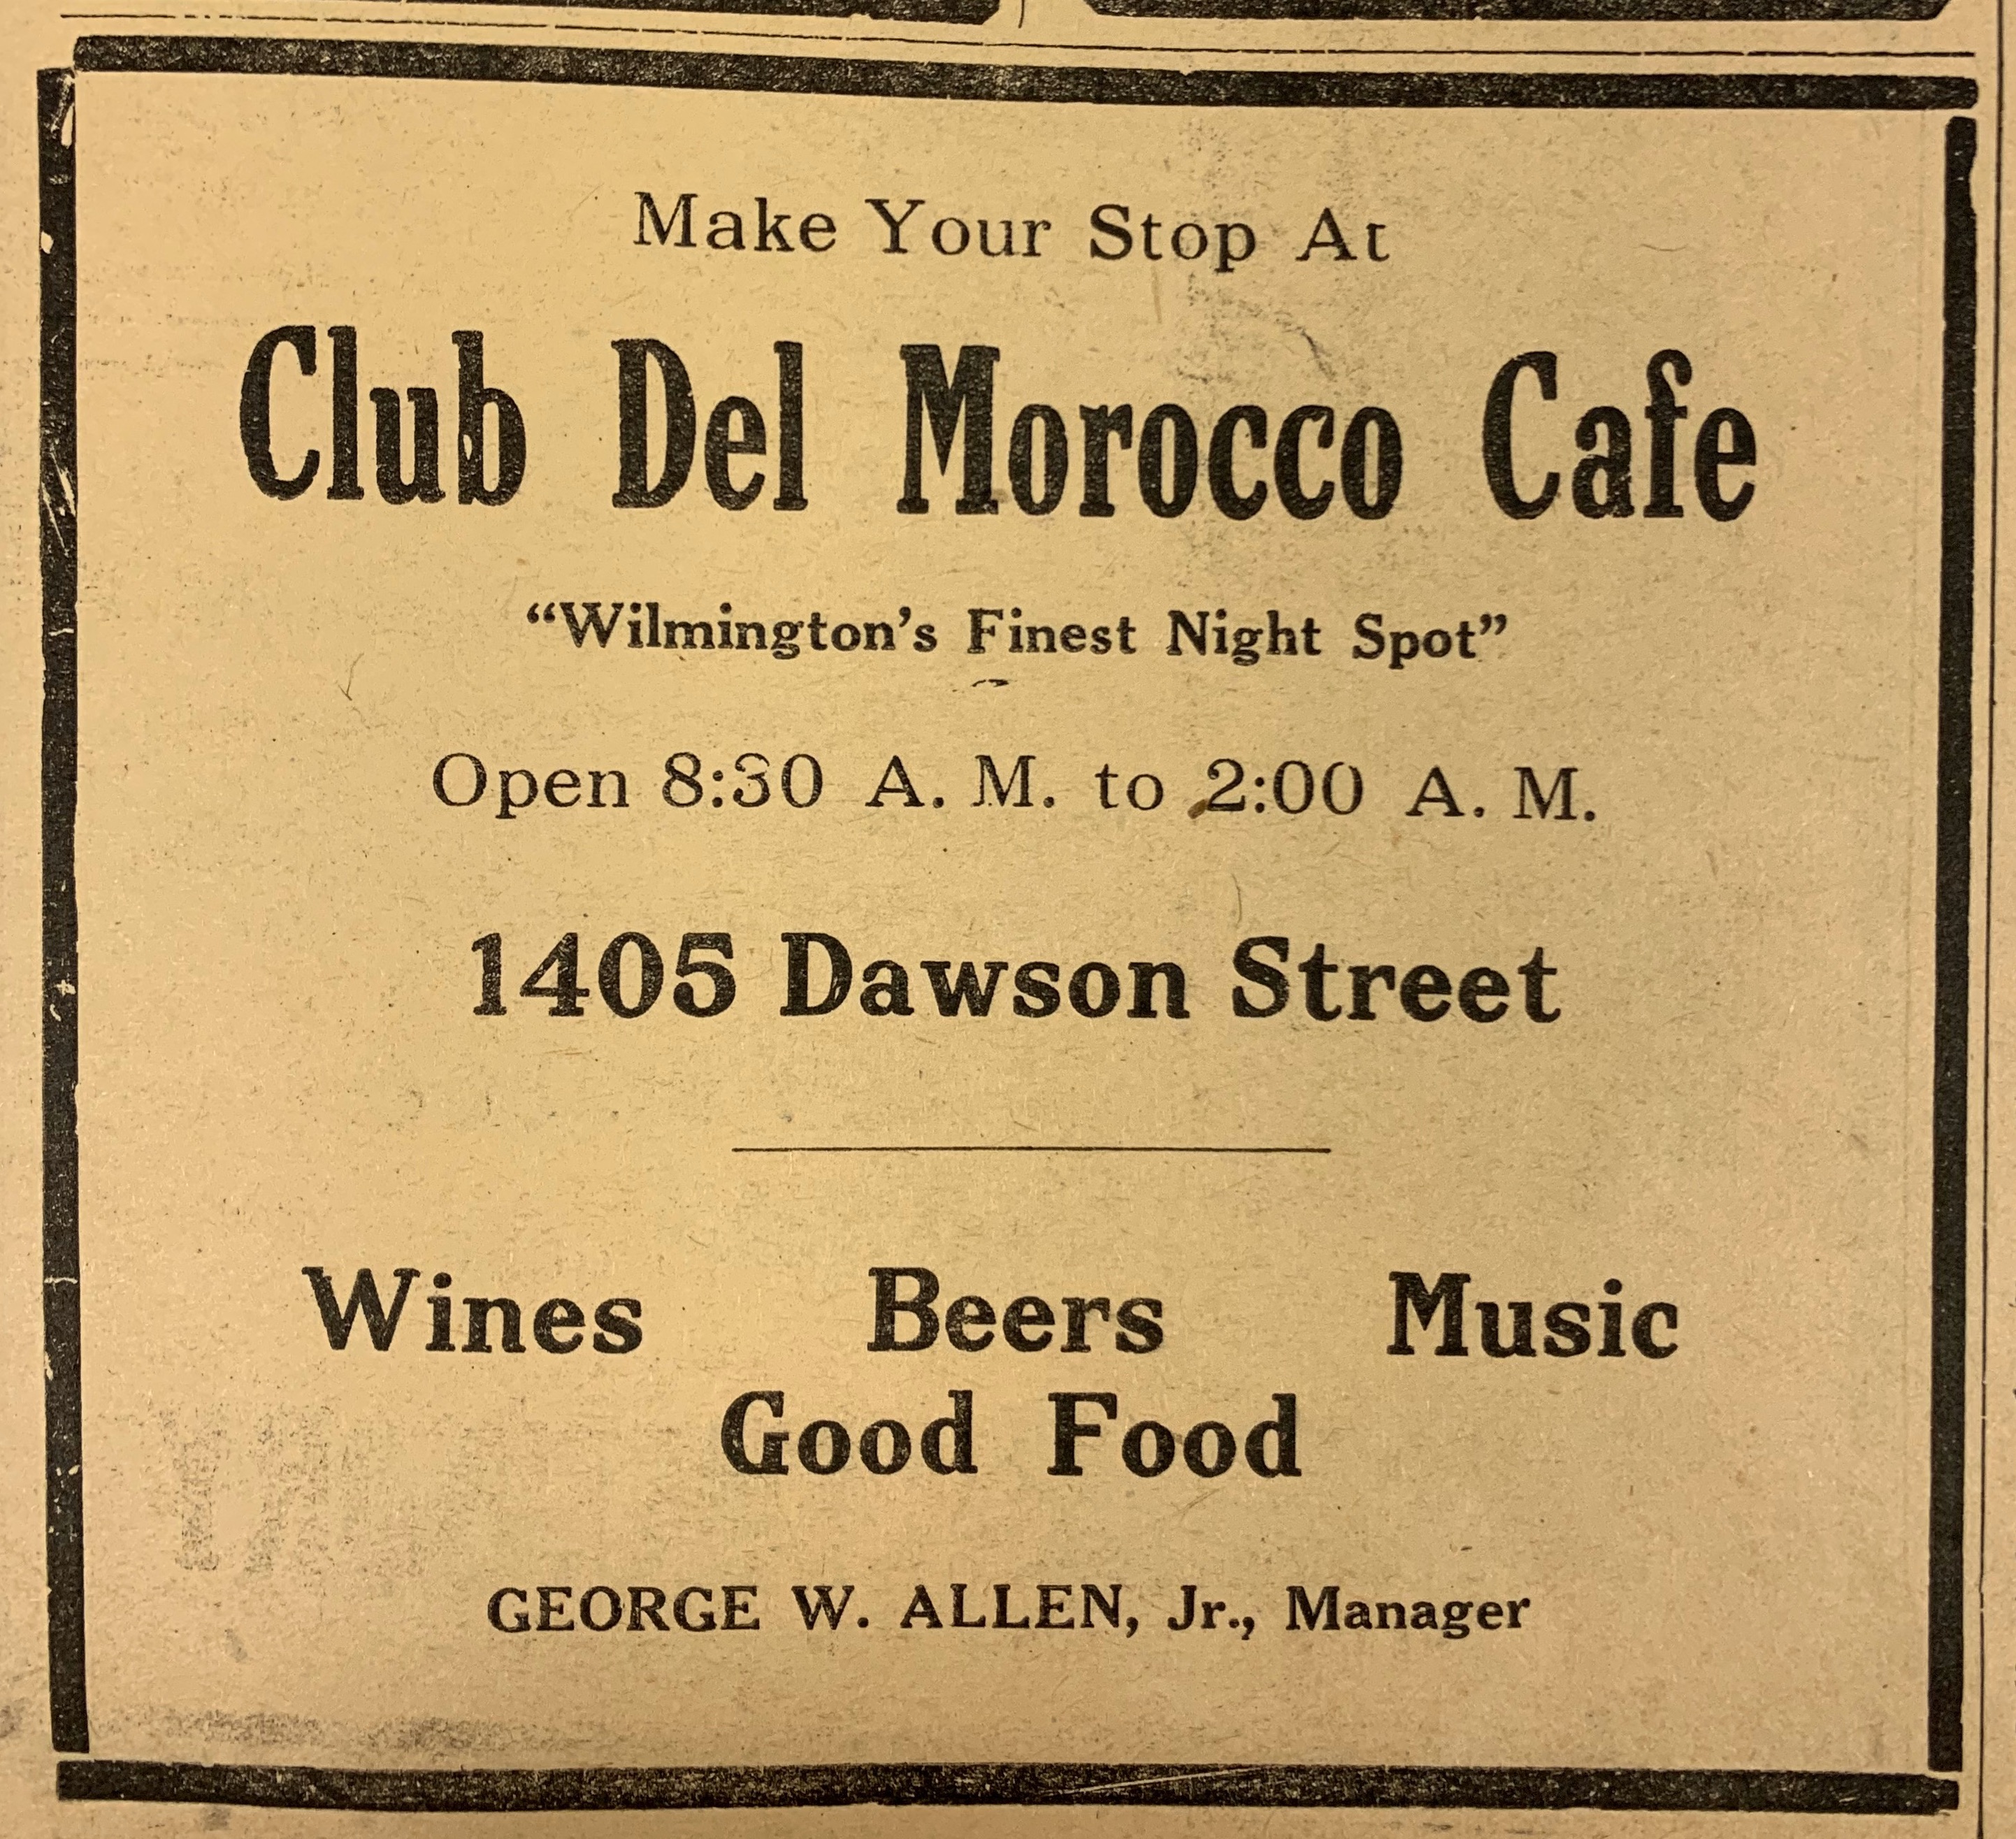 Make Your Stop At
Club Del Morocco Cafe
“Wilmington’s Finest Night Spot”
Open 8:30 A. M. to 2:00 A. M.
1405 Dawson Street
Wines Beers Music
Good Food
GEORGE W. ALLEN, Jr., Manager